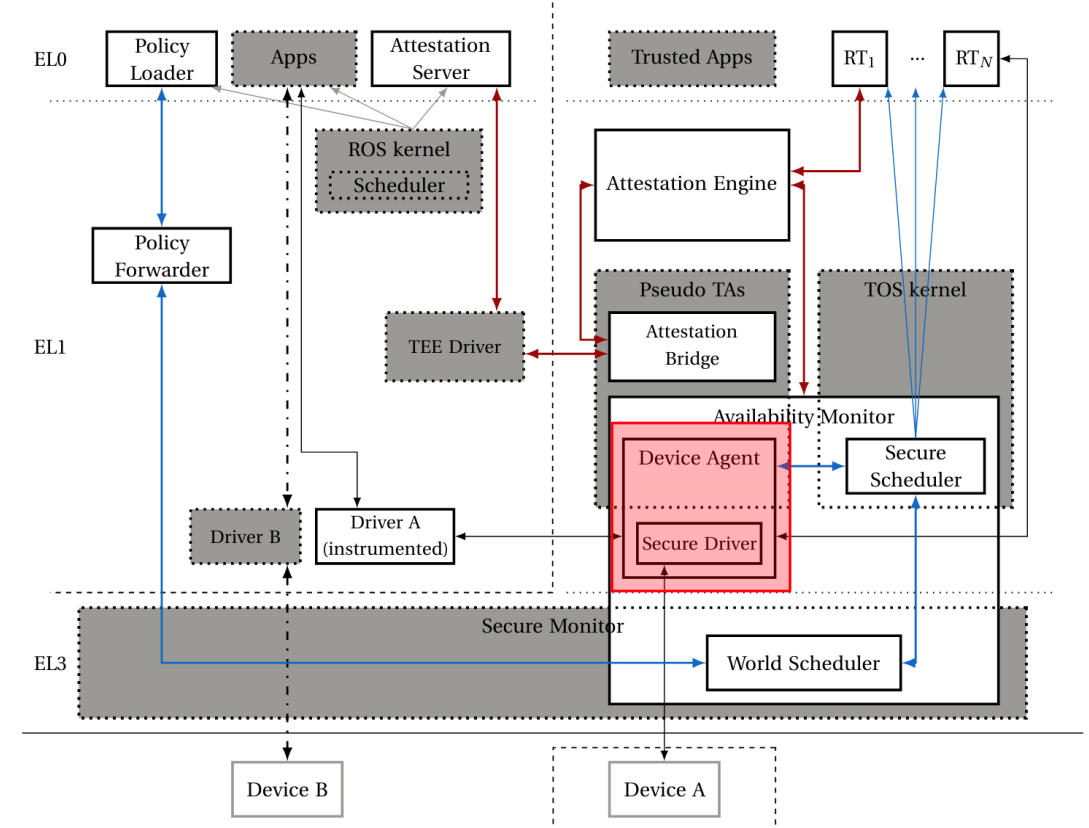 EL0
Policy
Loader
Apps
Attestation
Server
Trusted Apps
RT1
...
RTN
ROS kernel
Scheduler
Attestation Engine
Policy
Forwarder
Pseudo TAs
TOS kernel
EL1
TEE Driver
Attestation
Bridge
Availability Monitor
Device Agent
Secure
Scheduler
Driver B
Driver A
(instrumented)
Secure Driver
Secure Monitor
EL3
World Scheduler
Device B
Device A